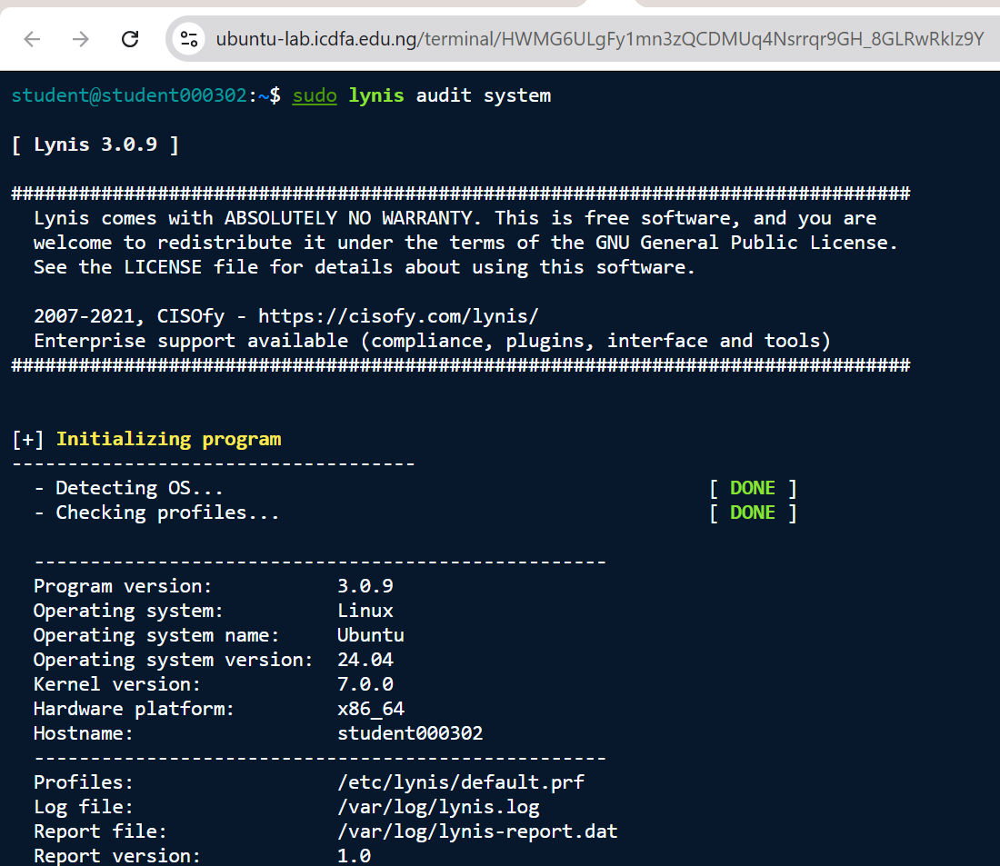 ubuntu-lab.icdfa.edu.ng/terminal/HWMG6ULgFy1mn3zQCDMUq4Nsrrqr9GH_8GLRwRkIz9Y
student@student000302:~$ sudo lynis audit system
[ Lynis 3.0.9 ]
################################################################################
Lynis comes with ABSOLUTELY NO WARRANTY. This is free software, and you are
welcome to redistribute it under the terms of the GNU General Public License.
See the LICENSE file for details about using this software.
2007-2021, CISOfy - https://cisofy.com/lynis/
Enterprise support available (compliance, plugins, interface and tools)
################################################################################
[+] Initializing program
------------------------------------
- Detecting OS... [ DONE ]
- Checking profiles... [ DONE ]
---------------------------------------------------
Program version: 3.0.9
Operating system: Linux
Operating system name: Ubuntu
Operating system version: 24.04
Kernel version: 7.0.0
Hardware platform: x86_64
Hostname: student000302
---------------------------------------------------
Profiles: /etc/lynis/default.prf
Log file: /var/log/lynis.log
Report file: /var/log/lynis-report.dat
Report version: 1.0